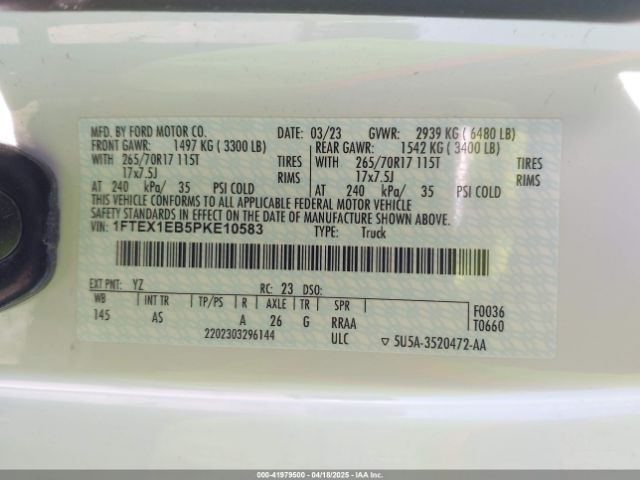 MFD. BY FORD MOTOR CO. DATE: 03/23 GVWR: 2939 KG ( 6480 LB)
FRONT GAWR: 1497 KG ( 3300 LB) REAR GAWR: 1542 KG ( 3400 LB)
WITH 265/70R17 115T TIRES WITH 265/70R17 115T TIRES
17x7.5J RIMS 17x7.5J RIMS
AT 240 kPa/ 35 PSI COLD AT 240 kPa/ 35 PSI COLD
THIS VEHICLE CONFORMS TO ALL APPLICABLE FEDERAL MOTOR VEHICLE
SAFETY STANDARDS IN EFFECT ON THE DATE OF MANUFACTURE SHOWN ABOVE.
VIN: 1FTEX1EB5PKE10583 TYPE: Truck
EXT PNT: YZ RC: 23 DSO:
WB INT TR TP/PS R AXLE TR SPR F0036
145 AS A 26 G RRAA T0660
2202303296144 ULC ▽ 5U5A-3520472-AA
000-41979500 - 04/18/2025 - IAAI.COM